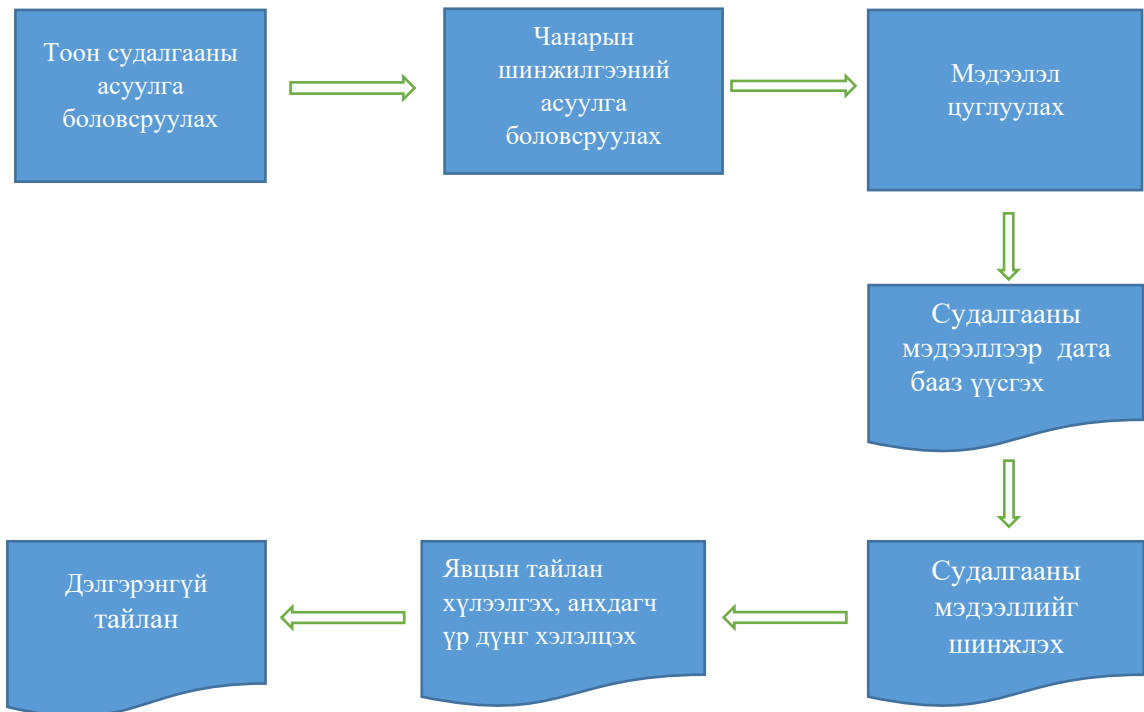 Тоон судалгааны
асуулга
боловсруулах
Чанарын
шинжилгээний
асуулга
боловсруулах
Мэдээлэл
цуглуулах
Судалгааны
мэдээллээр дата
бааз үүсгэх
Судалгааны
мэдээллийг
шинжлэх
Явцын тайлан
хүлээлгэх, анхдагч
үр дүнг хэлэлцэх
Дэлгэрэнгүй
тайлан